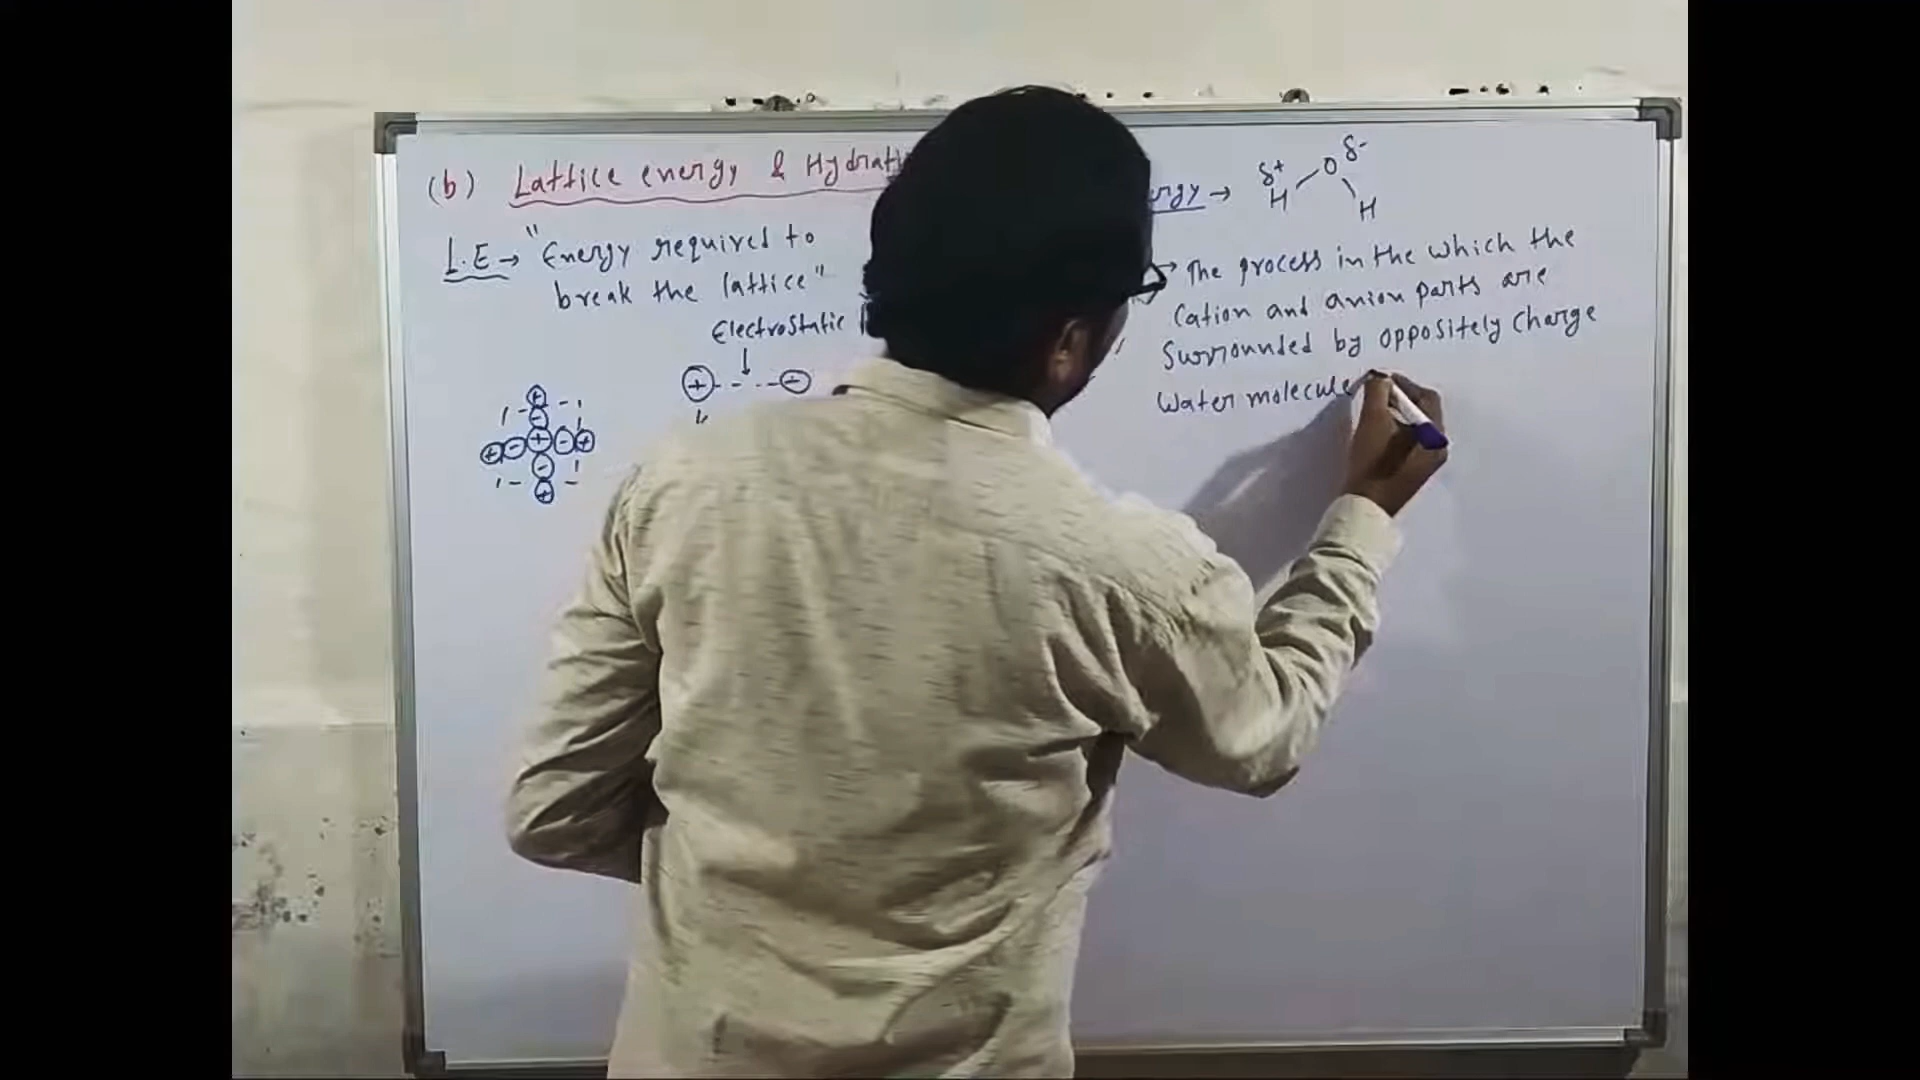 (b) Lattice energy & Hydrati
L.E → "Energy required to
break the lattice"
Electrostatic
+ - - - -
ergy → δ+ H O δ- H
→ The process in the which the
Cation and anion parts are
Surrounded by oppositely charge
Water molecule